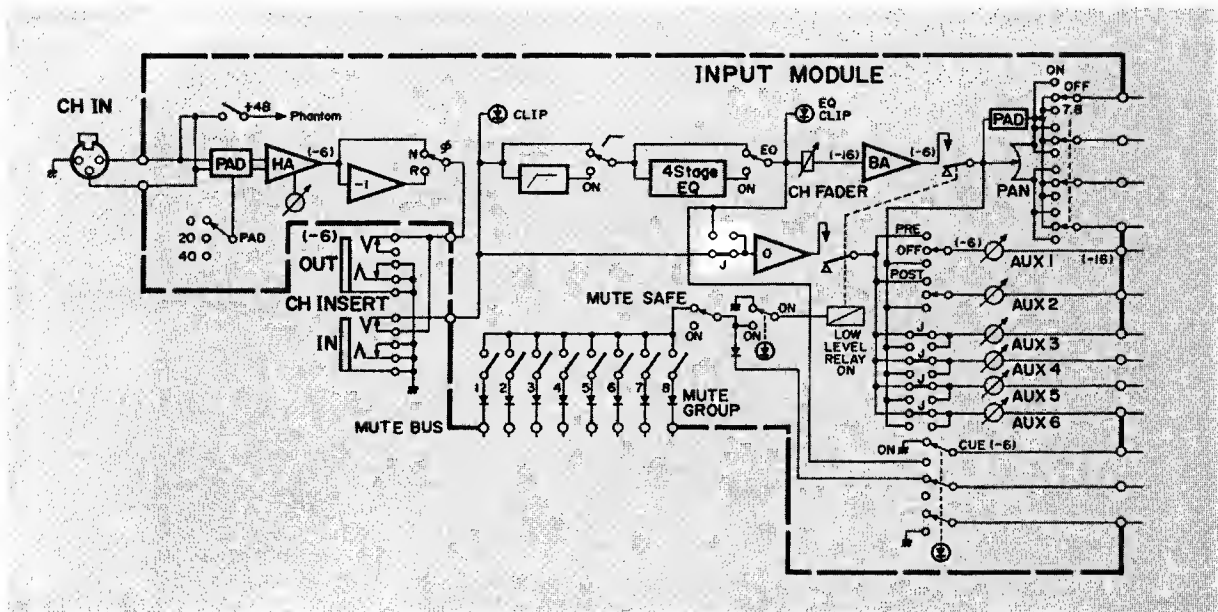 INPUT MODULE
CH IN
+48
Phantom
PAD
HA
(-6)
-1
N
R
φ
0
20
40
PAD
(-6)
OUT
CH INSERT
IN
CLIP
ON
4Stage
EQ
ON
EQ
EQ
CLIP
(-16)
CH FADER
BA
(-6)
PAD
PAN
ON
OFF
7.8
J
0
PRE
OFF
POST
(-6)
AUX 1
(-16)
AUX 2
J
AUX 3
J
AUX 4
J
AUX 5
J
AUX 6
MUTE SAFE
ON
ON
ON
LOW
LEVEL
RELAY
ON
1
2
3
4
5
6
7
8
MUTE
GROUP
MUTE BUS
ON
CUE (-6)